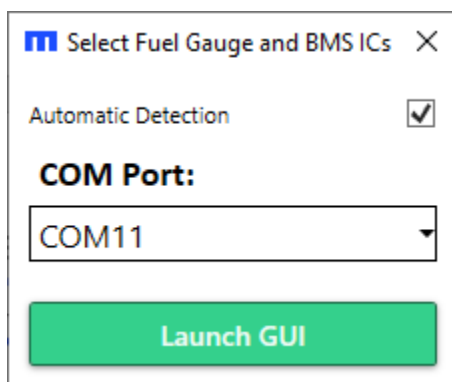 Select Fuel Gauge and BMS ICs
Automatic Detection
COM Port:
COM11
Launch GUI